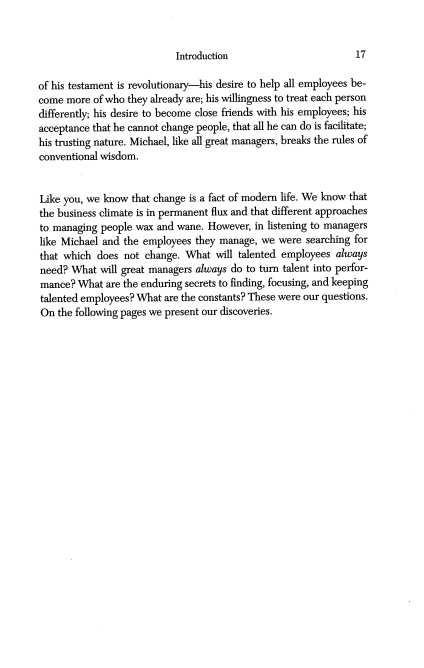 Introduction 17
of his testament is revolutionary—his desire to help all employees be-
come more of who they already are; his willingness to treat each person
differently; his desire to become close friends with his employees; his
acceptance that he cannot change people, that all he can do is facilitate;
his trusting nature. Michael, like all great managers, breaks the rules of
conventional wisdom.
Like you, we know that change is a fact of modern life. We know that
the business climate is in permanent flux and that different approaches
to managing people wax and wane. However, in listening to managers
like Michael and the employees they manage, we were searching for
that which does not change. What will talented employees always
need? What will great managers always do to turn talent into perfor-
mance? What are the enduring secrets to finding, focusing, and keeping
talented employees? What are the constants? These were our questions.
On the following pages we present our discoveries.